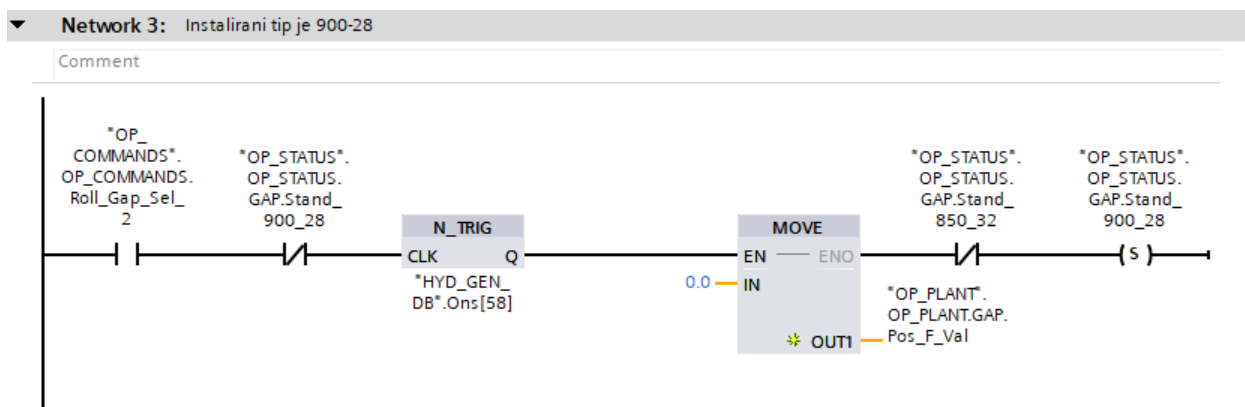 Network 3: Instalirani tip je 900-28
Comment
"OP_
COMMANDS".
OP_COMMANDS.
Roll_Gap_Sel_
2
"OP_STATUS".
OP_STATUS.
GAP.Stand_
900_28
N_TRIG
CLK Q
"HYD_GEN_
DB".Ons[58]
MOVE
EN ENO
0.0 IN
OUT1
"OP_PLANT".
OP_PLANT.GAP.
Pos_F_Val
"OP_STATUS".
OP_STATUS.
GAP.Stand_
850_32
"OP_STATUS".
OP_STATUS.
GAP.Stand_
900_28
S